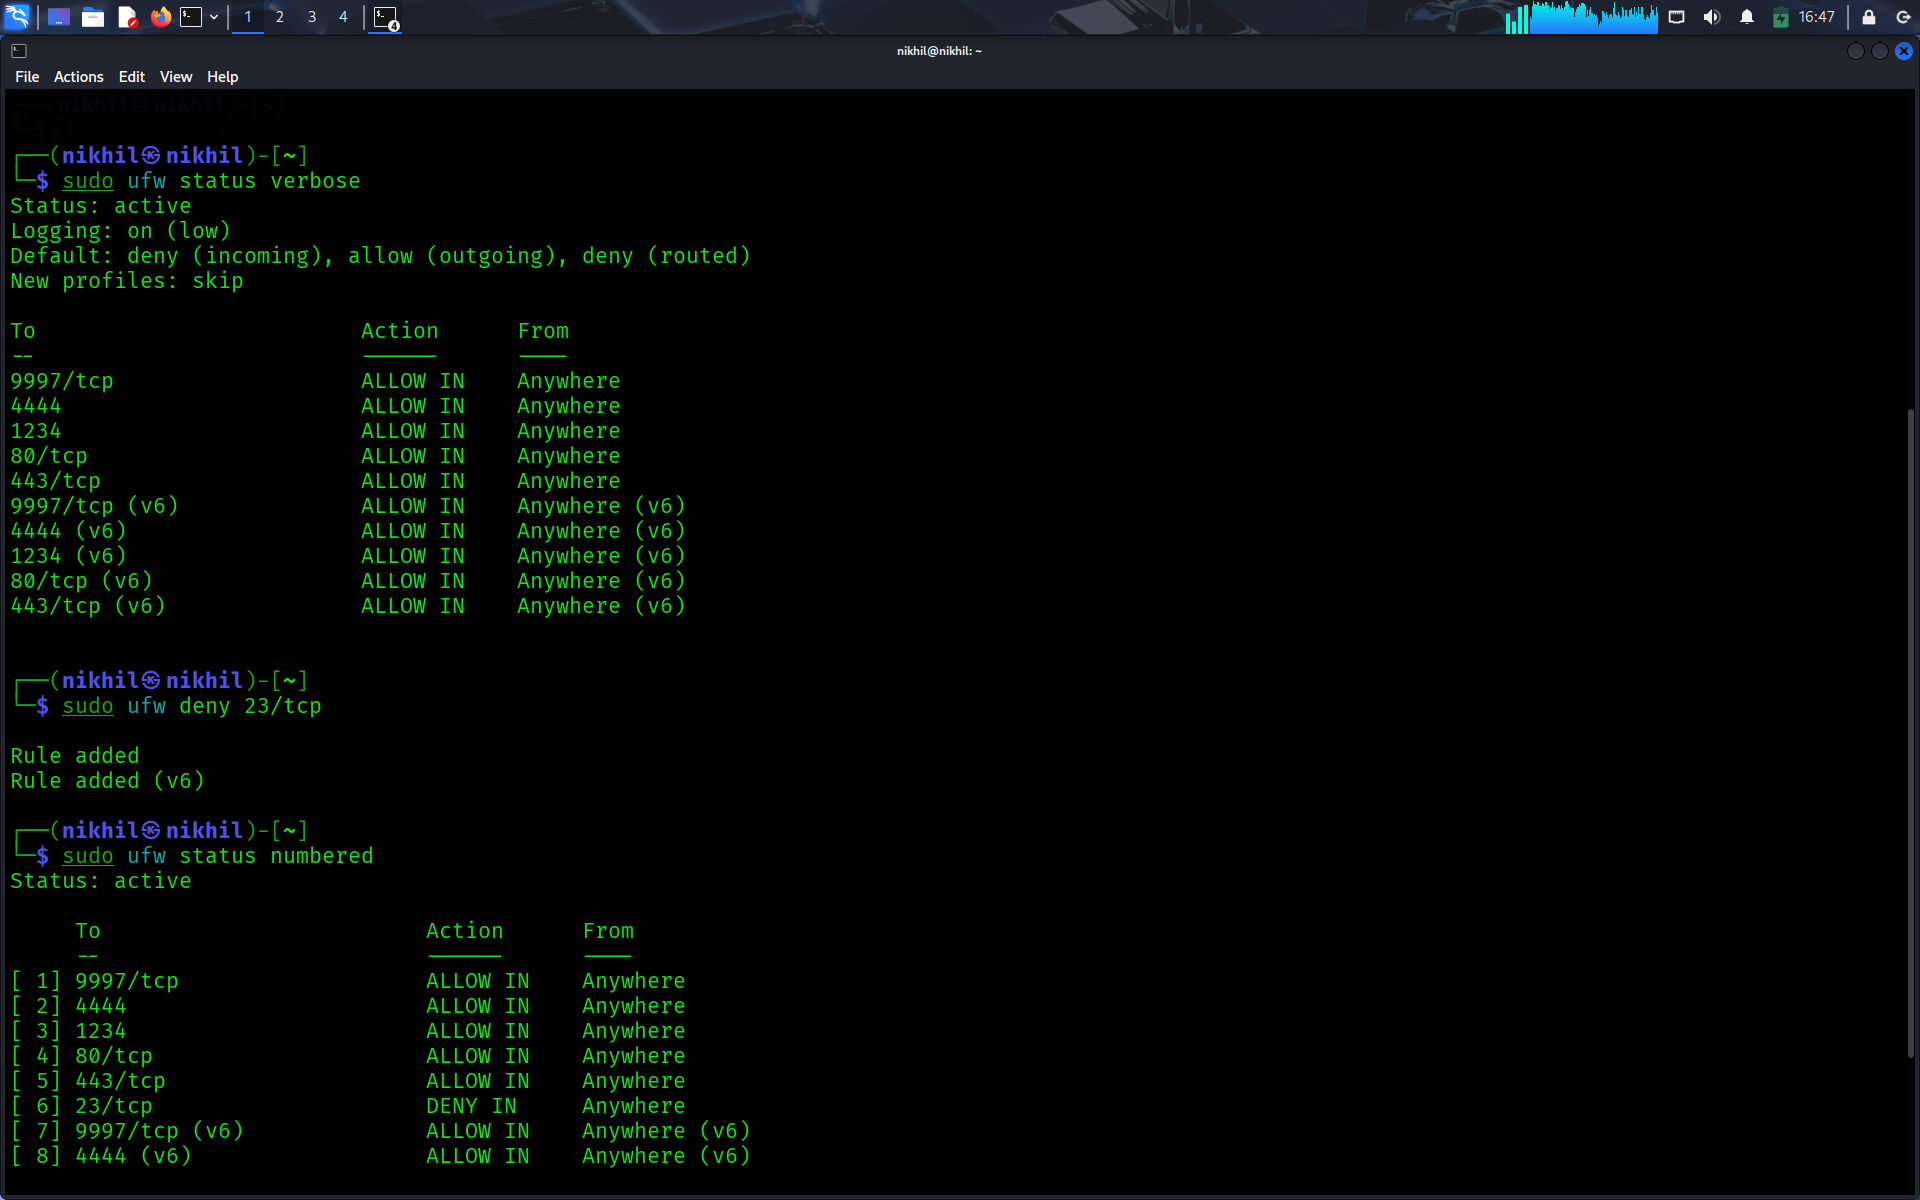 1 2 3 4
4
16:47
nikhil@nikhil: ~
File Actions Edit View Help
(nikhil㉿nikhil)-[~]
$
┌──(nikhil㉿nikhil)-[~]
└─$ sudo ufw status verbose
Status: active
Logging: on (low)
Default: deny (incoming), allow (outgoing), deny (routed)
New profiles: skip
To Action From
-- ------ ----
9997/tcp ALLOW IN Anywhere
4444 ALLOW IN Anywhere
1234 ALLOW IN Anywhere
80/tcp ALLOW IN Anywhere
443/tcp ALLOW IN Anywhere
9997/tcp (v6) ALLOW IN Anywhere (v6)
4444 (v6) ALLOW IN Anywhere (v6)
1234 (v6) ALLOW IN Anywhere (v6)
80/tcp (v6) ALLOW IN Anywhere (v6)
443/tcp (v6) ALLOW IN Anywhere (v6)
┌──(nikhil㉿nikhil)-[~]
└─$ sudo ufw deny 23/tcp
Rule added
Rule added (v6)
┌──(nikhil㉿nikhil)-[~]
└─$ sudo ufw status numbered
Status: active
To Action From
-- ------ ----
[ 1] 9997/tcp ALLOW IN Anywhere
[ 2] 4444 ALLOW IN Anywhere
[ 3] 1234 ALLOW IN Anywhere
[ 4] 80/tcp ALLOW IN Anywhere
[ 5] 443/tcp ALLOW IN Anywhere
[ 6] 23/tcp DENY IN Anywhere
[ 7] 9997/tcp (v6) ALLOW IN Anywhere (v6)
[ 8] 4444 (v6) ALLOW IN Anywhere (v6)